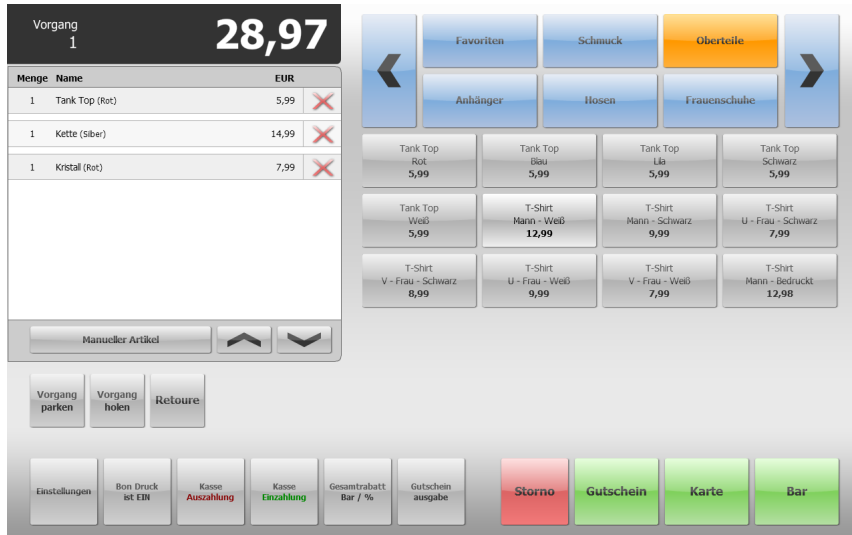 Vorgang
1
28,97
Menge Name EUR
1 Tank Top (Rot) 5,99
1 Kette (Siber) 14,99
1 Kristall (Rot) 7,99
Manueller Artikel
Vorgang
parken
Vorgang
holen
Retoure
Favoriten
Schmuck
Oberteile
Anhänger
Hosen
Frauenschuhe
Tank Top
Rot
5,99
Tank Top
Blau
5,99
Tank Top
Lila
5,99
Tank Top
Schwarz
5,99
Tank Top
Weiß
5,99
T-Shirt
Mann - Weiß
12,99
T-Shirt
Mann - Schwarz
9,99
T-Shirt
U - Frau - Schwarz
7,99
T-Shirt
V - Frau - Schwarz
8,99
T-Shirt
U - Frau - Weiß
9,99
T-Shirt
V - Frau - Weiß
7,99
T-Shirt
Mann - Bedruckt
12,98
Einstellungen
Bon Druck
ist EIN
Kasse
Auszahlung
Kasse
Einzahlung
Gesamtrabatt
Bar / %
Gutschein
ausgabe
Storno
Gutschein
Karte
Bar